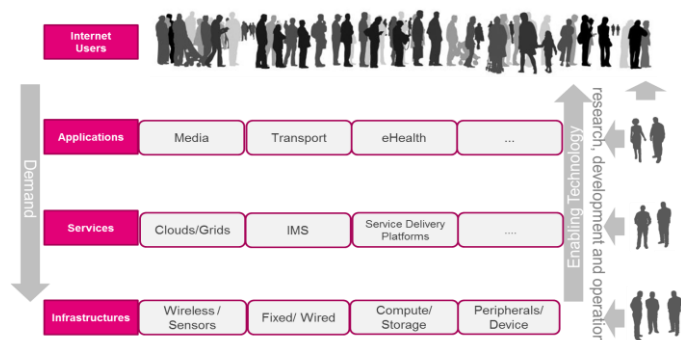 Internet
Users
Demand
Applications
Media
Transport
eHealth
...
Services
Clouds/Grids
IMS
Service Delivery
Platforms
....
Infrastructures
Wireless /
Sensors
Fixed/ Wired
Compute/
Storage
Peripherals/
Device
Enabling Technology
research, development and operation